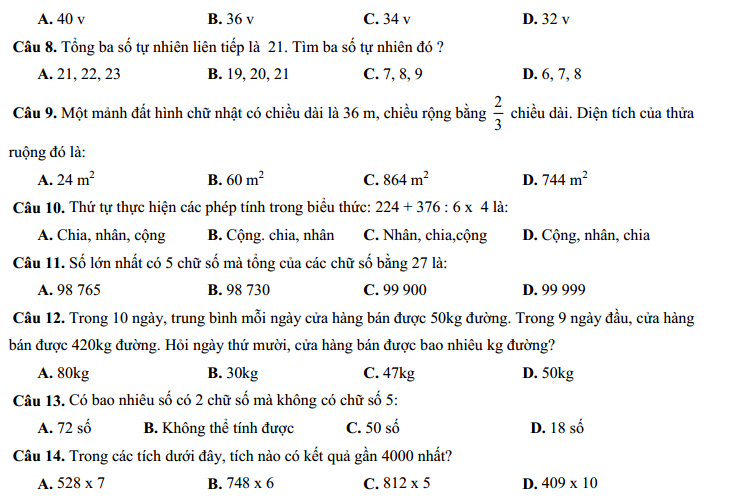 A. 40 v B. 36 v C. 34 v D. 32 v
Câu 8. Tổng ba số tự nhiên liên tiếp là 21. Tìm ba số tự nhiên đó ?
A. 21, 22, 23 B. 19, 20, 21 C. 7, 8, 9 D. 6, 7, 8
Câu 9. Một mảnh đất hình chữ nhật có chiều dài là 36 m, chiều rộng bằng 2/3 chiều dài. Diện tích của thửa
ruộng đó là:
A. 24 m² B. 60 m² C. 864 m² D. 744 m²
Câu 10. Thứ tự thực hiện các phép tính trong biểu thức: 224 + 376 : 6 x 4 là:
A. Chia, nhân, cộng B. Cộng. chia, nhân C. Nhân, chia,cộng D. Cộng, nhân, chia
Câu 11. Số lớn nhất có 5 chữ số mà tổng của các chữ số bằng 27 là:
A. 98 765 B. 98 730 C. 99 900 D. 99 999
Câu 12. Trong 10 ngày, trung bình mỗi ngày cửa hàng bán được 50kg đường. Trong 9 ngày đầu, cửa hàng
bán được 420kg đường. Hỏi ngày thứ mười, cửa hàng bán được bao nhiêu kg đường?
A. 80kg B. 30kg C. 47kg D. 50kg
Câu 13. Có bao nhiêu số có 2 chữ số mà không có chữ số 5:
A. 72 số B. Không thể tính được C. 50 số D. 18 số
Câu 14. Trong các tích dưới đây, tích nào có kết quả gần 4000 nhất?
A. 528 x 7 B. 748 x 6 C. 812 x 5 D. 409 x 10